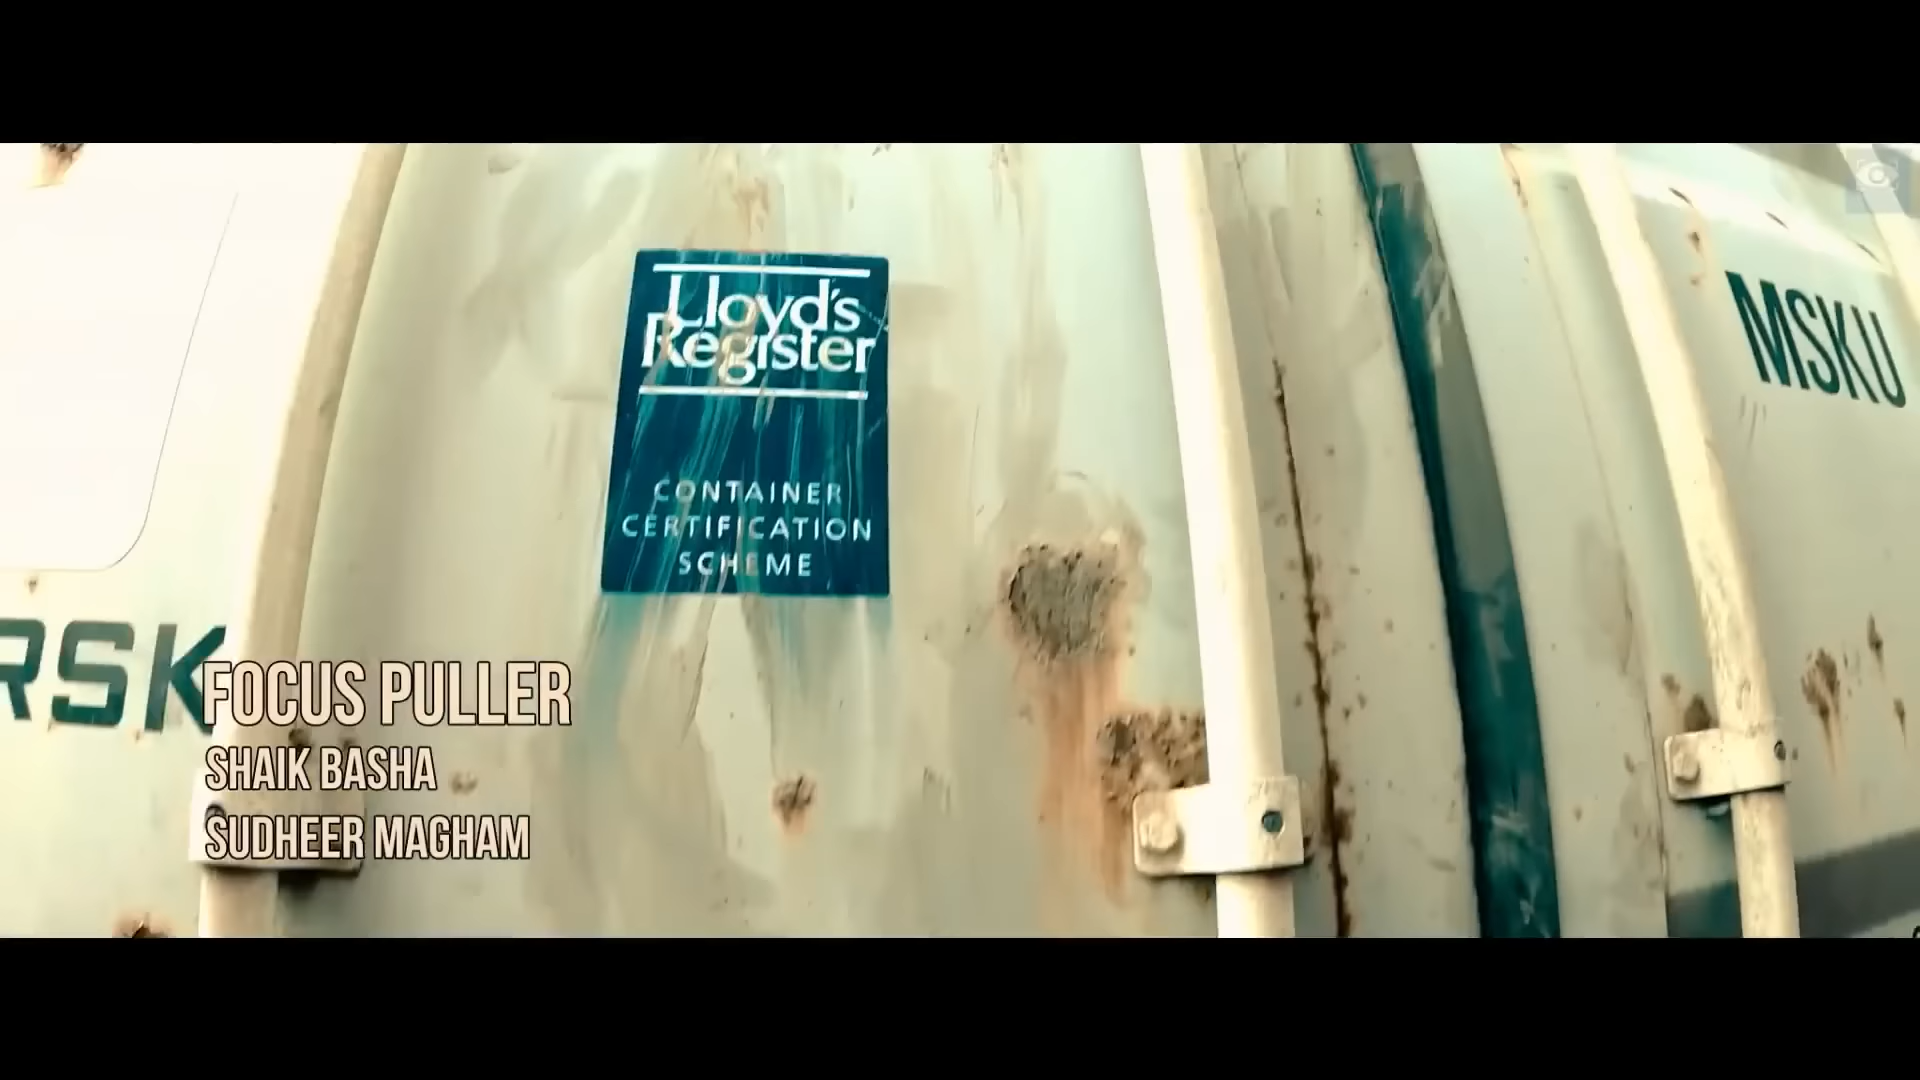 Lloyd's
Register
CONTAINER
CERTIFICATION
SCHEME
MSKU
RSK
FOCUS PULLER
SHAIK BASHA
SUDHEER MAGHAM